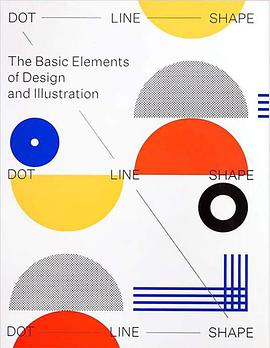 DOT LINE SHAPE
The Basic Elements
of Design
and Illustration
DOT LINE SHAPE
DOT LINE SHAPE